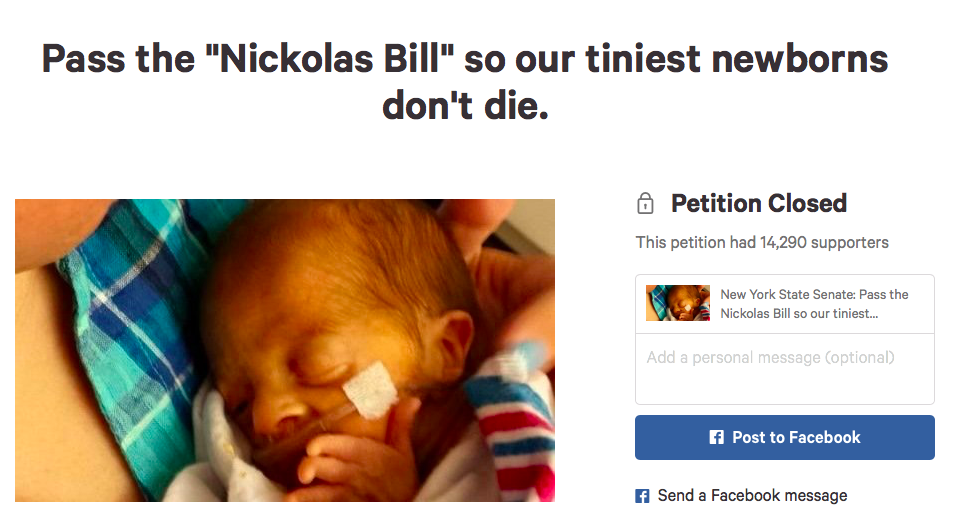 Pass the "Nickolas Bill" so our tiniest newborns
don't die.
Petition Closed
This petition had 14,290 supporters
New York State Senate: Pass the
Nickolas Bill so our tiniest...
Add a personal message (optional)
Post to Facebook
Send a Facebook message